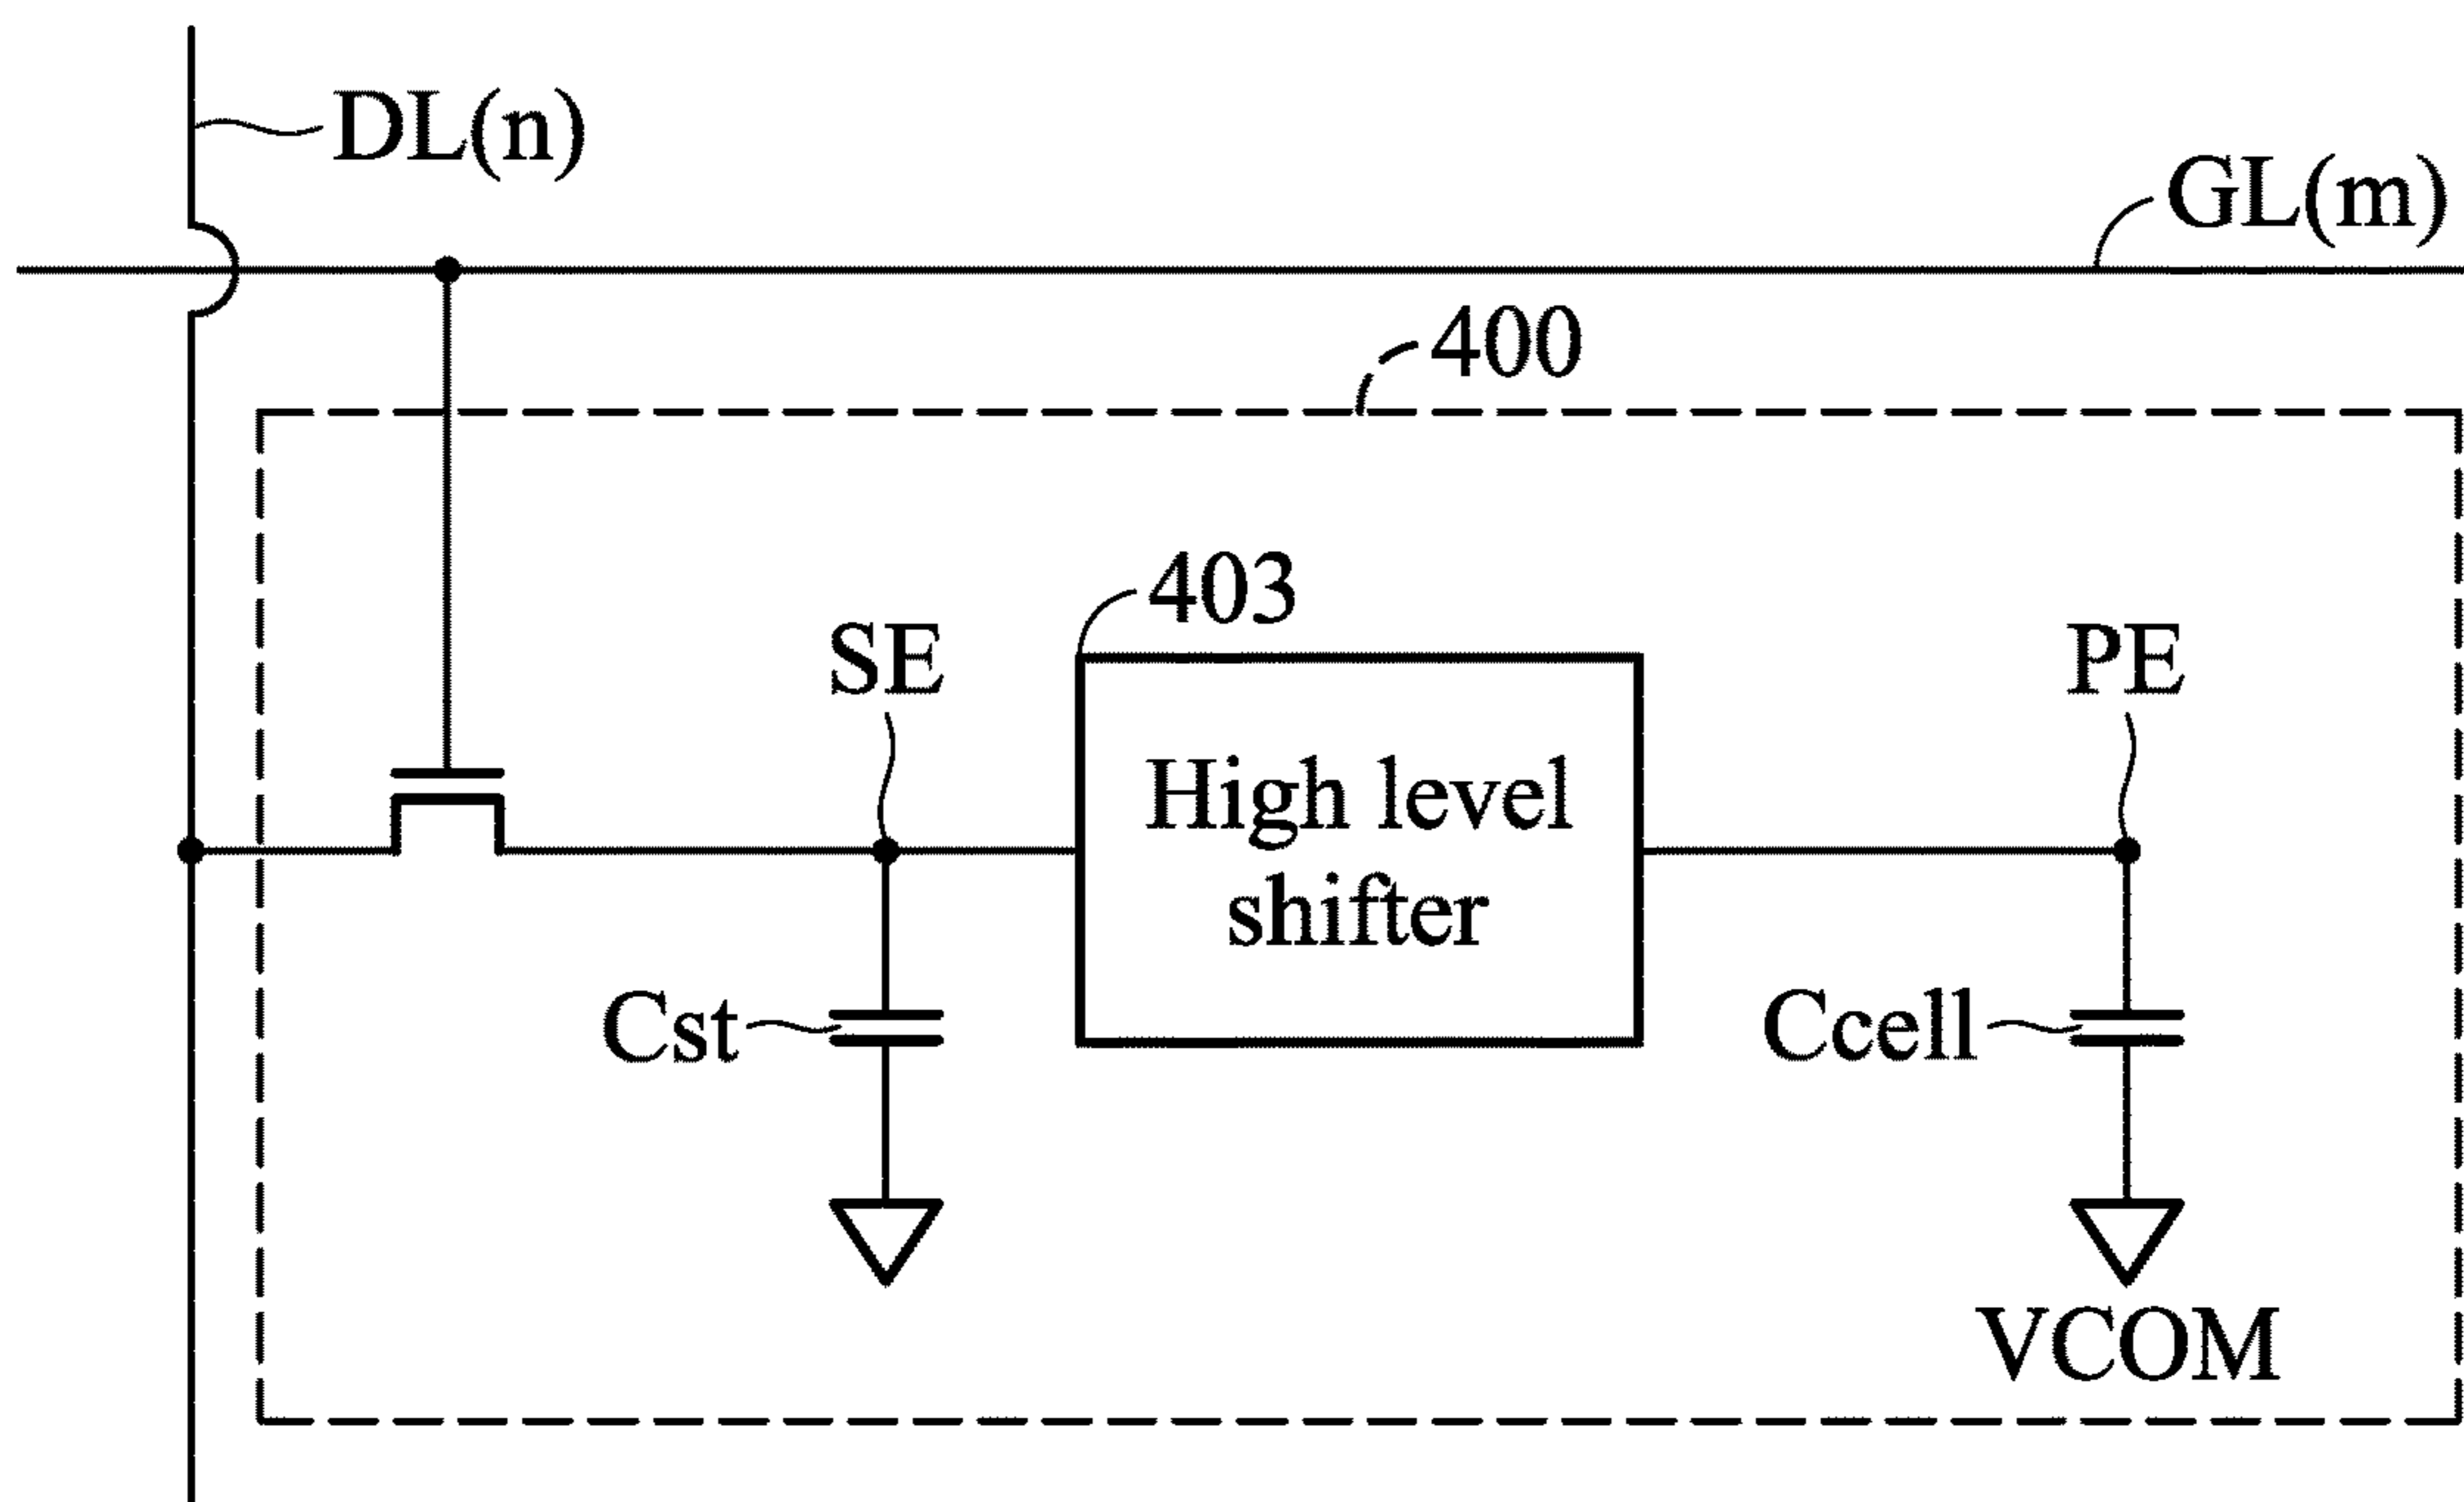 DL(n)
GL(m)
400
403
SE
PE
High level
shifter
Cst
Ccell
VCOM